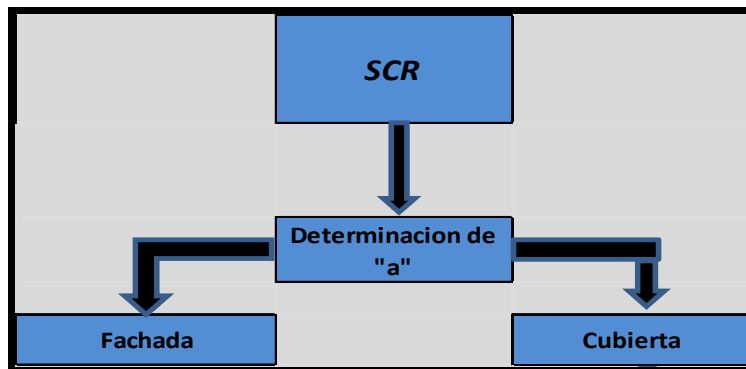 SCR
Determinacion de
"a"
Fachada
Cubierta